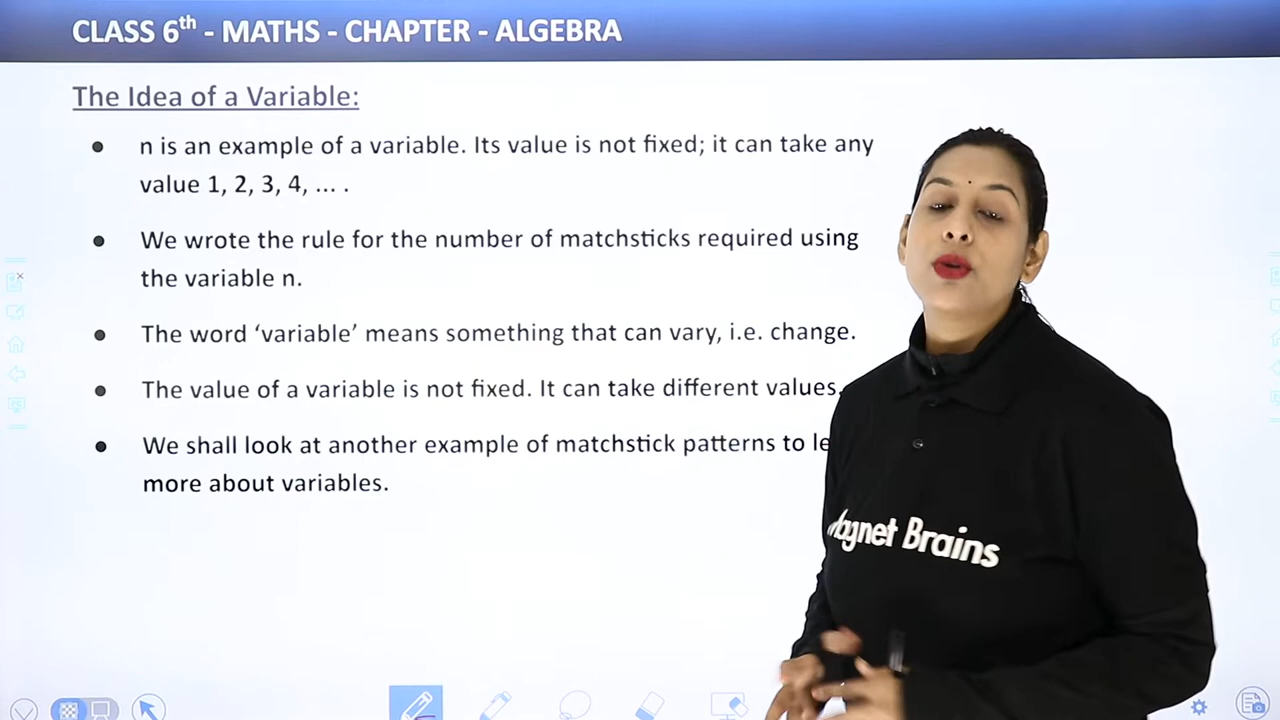 CLASS 6th - MATHS - CHAPTER - ALGEBRA
The Idea of a Variable:
● n is an example of a variable. Its value is not fixed; it can take any
value 1, 2, 3, 4, ... .
● We wrote the rule for the number of matchsticks required using
the variable n.
● The word ‘variable’ means something that can vary, i.e. change.
● The value of a variable is not fixed. It can take different values.
● We shall look at another example of matchstick patterns to
more about variables.
Magnet Brains